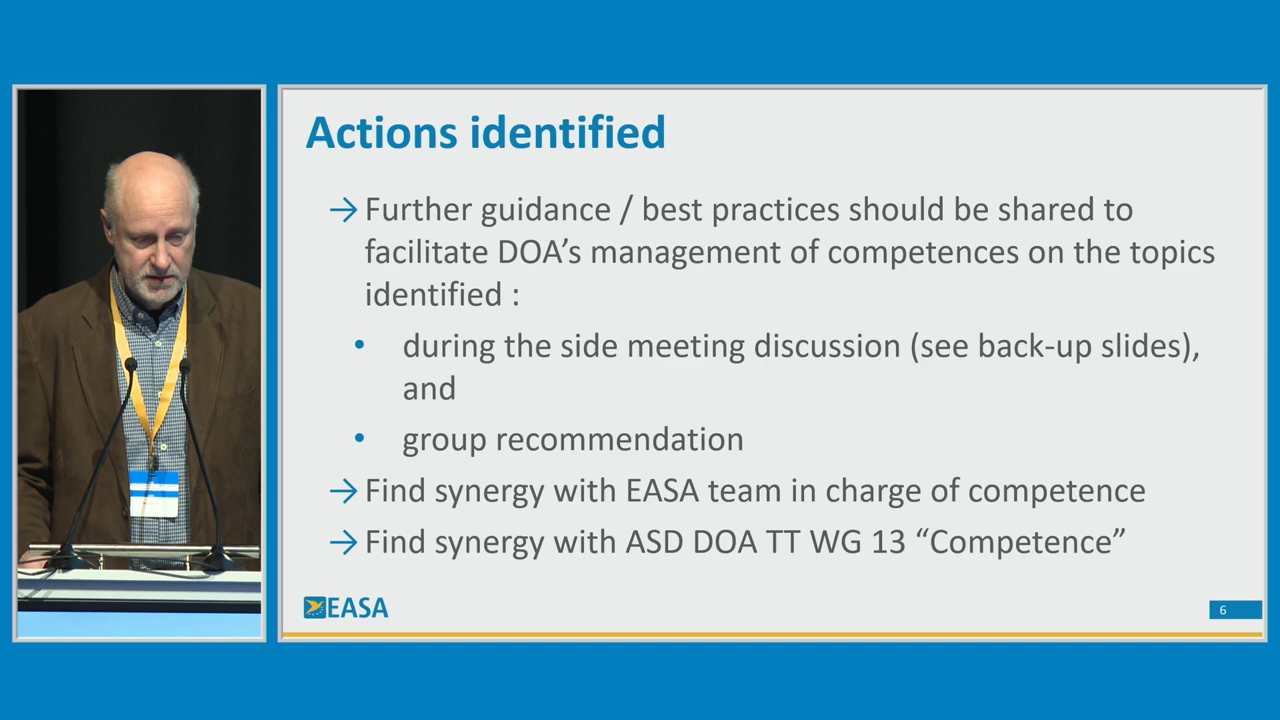 Actions identified
→ Further guidance / best practices should be shared to
facilitate DOA’s management of competences on the topics
identified :
• during the side meeting discussion (see back-up slides),
and
• group recommendation
→ Find synergy with EASA team in charge of competence
→ Find synergy with ASD DOA TT WG 13 “Competence”
EASA
6